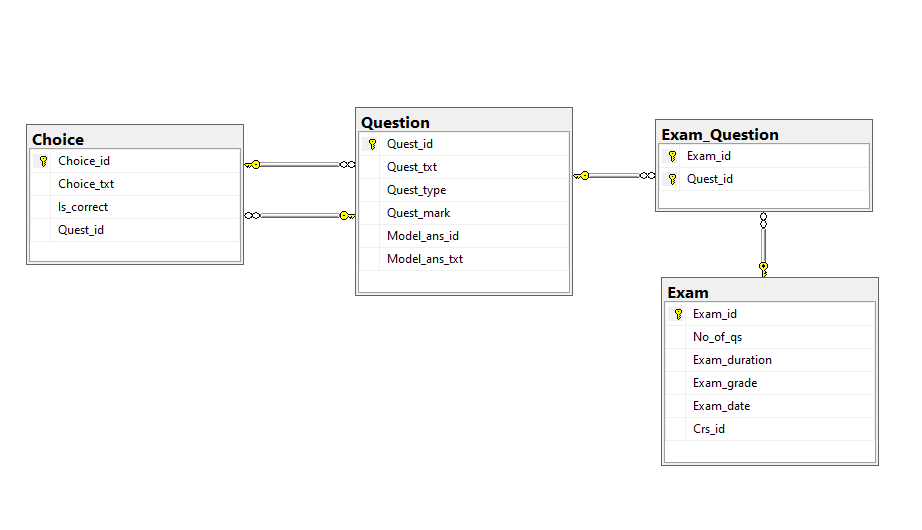 Choice
Choice_id
Choice_txt
Is_correct
Quest_id
Question
Quest_id
Quest_txt
Quest_type
Quest_mark
Model_ans_id
Model_ans_txt
Exam_Question
Exam_id
Quest_id
Exam
Exam_id
No_of_qs
Exam_duration
Exam_grade
Exam_date
Crs_id